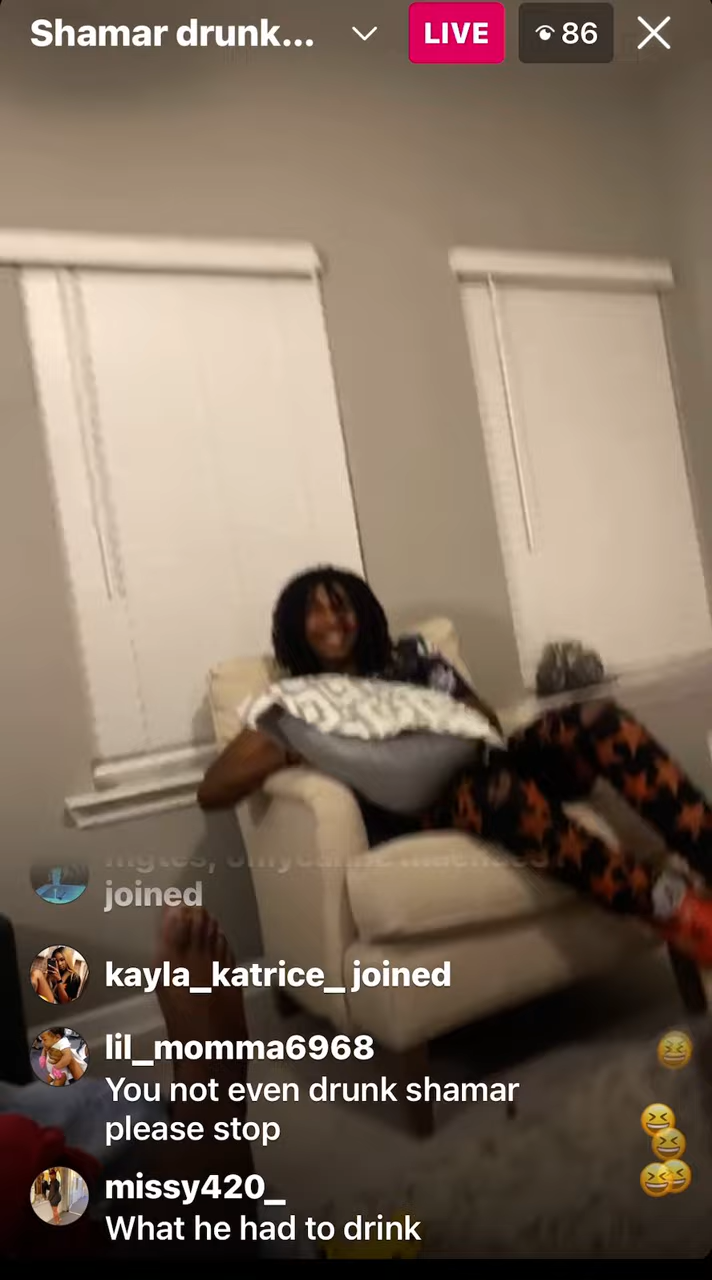 Shamar drunk...
LIVE
86
joined
kayla_katrice_ joined
lil_momma6968
You not even drunk shamar
please stop
missy420_
What he had to drink